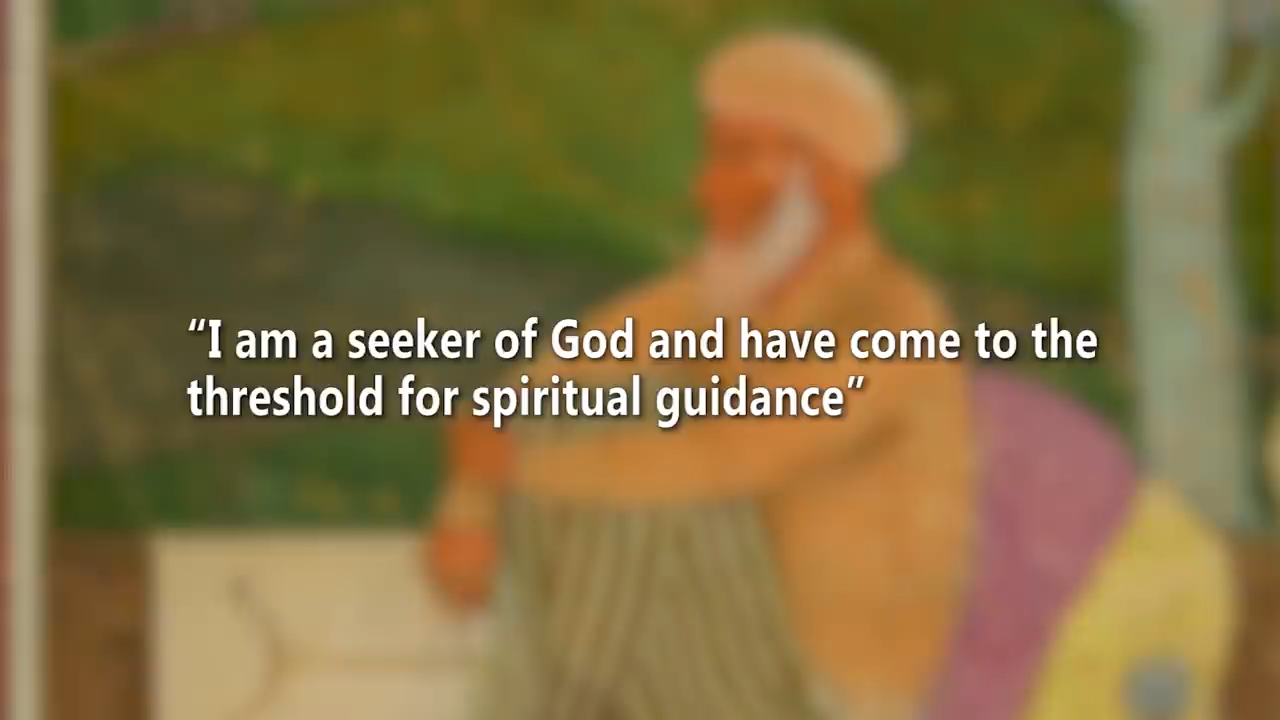 “I am a seeker of God and have come to the
threshold for spiritual guidance”